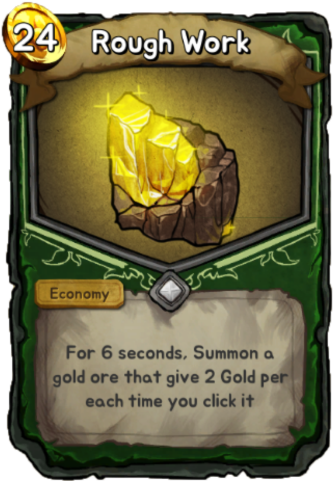 24
Rough Work
Economy
For 6 seconds, Summon a
gold ore that give 2 Gold per
each time you click it